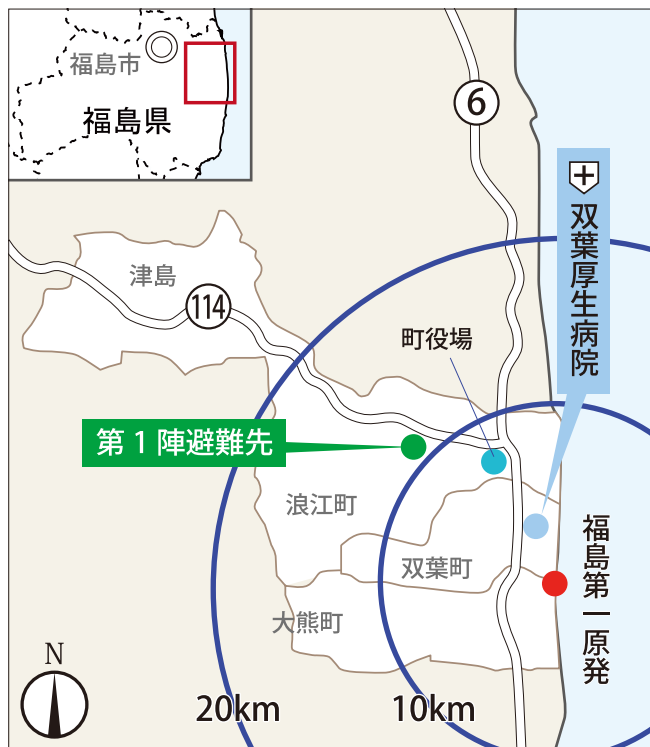 福島市
福島県
6
双葉厚生病院
津島
114
町役場
第1陣避難先
浪江町
双葉町
福島第一原発
大熊町
N
20km
10km